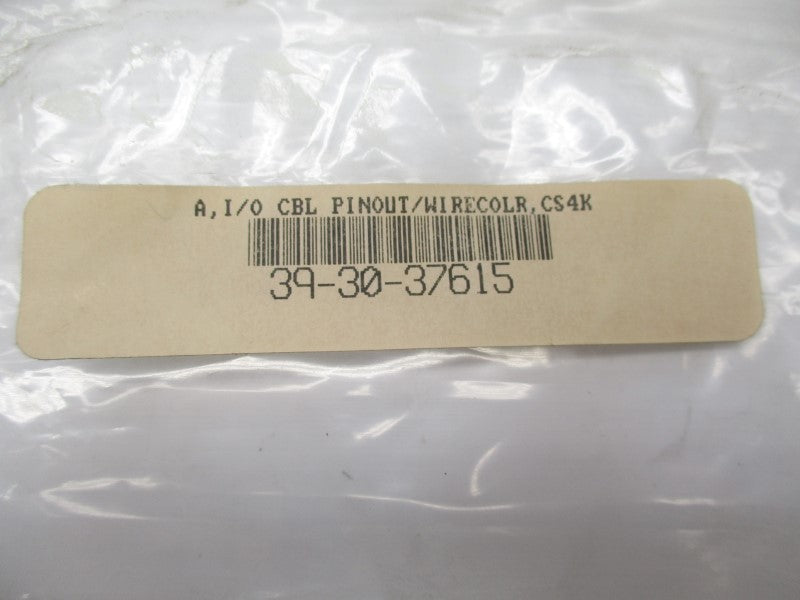 A,I/O CBL PINOUT/WIRECOLR,CS4K
39-30-37615